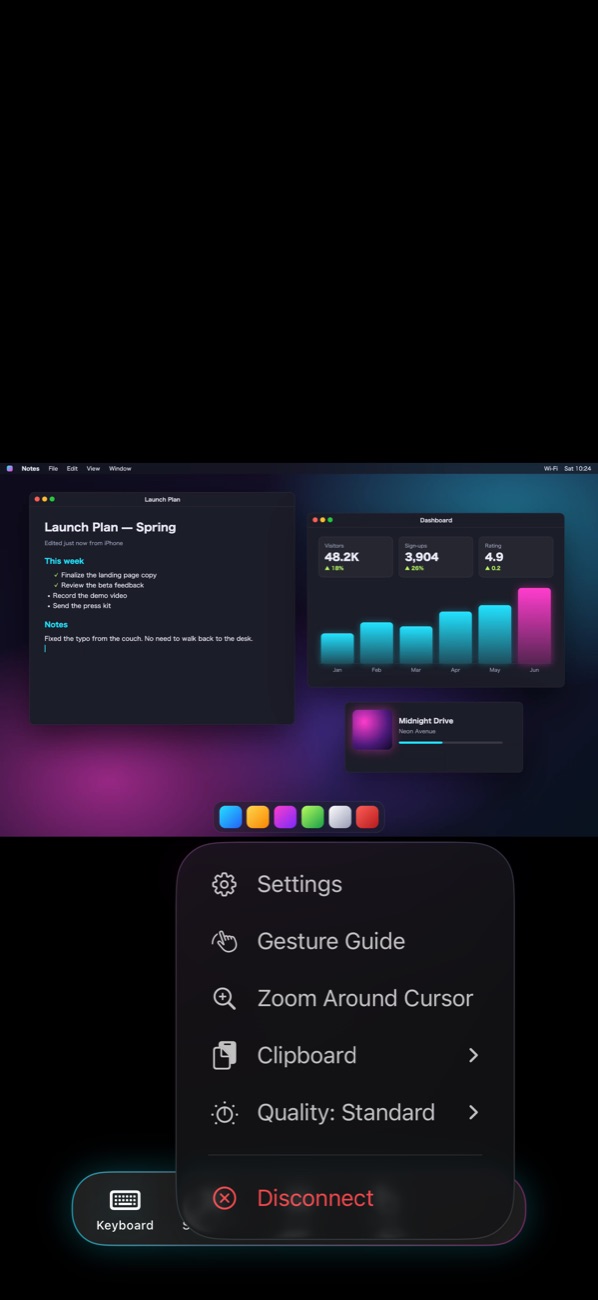 Notes File Edit View Window Wi-Fi Sat 10:24
Launch Plan
Launch Plan — Spring
Edited just now from iPhone
This week
✓ Finalize the landing page copy
✓ Review the beta feedback
• Record the demo video
• Send the press kit
Notes
Fixed the typo from the couch. No need to walk back to the desk.
Dashboard
Visitors
48.2K
▲ 18%
Sign-ups
3,904
▲ 26%
Rating
4.9
▲ 0.2
Jan Feb Mar Apr May Jun
Midnight Drive
Neon Avenue
Settings
Gesture Guide
Zoom Around Cursor
Clipboard
Quality: Standard
Disconnect
Keyboard